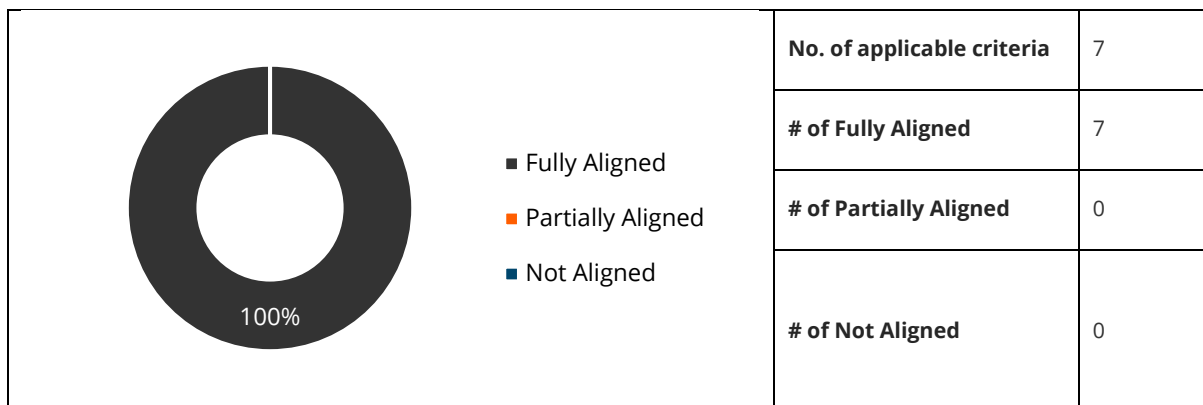 100%
Fully Aligned
Partially Aligned
Not Aligned
No. of applicable criteria 7
# of Fully Aligned 7
# of Partially Aligned 0
# of Not Aligned 0